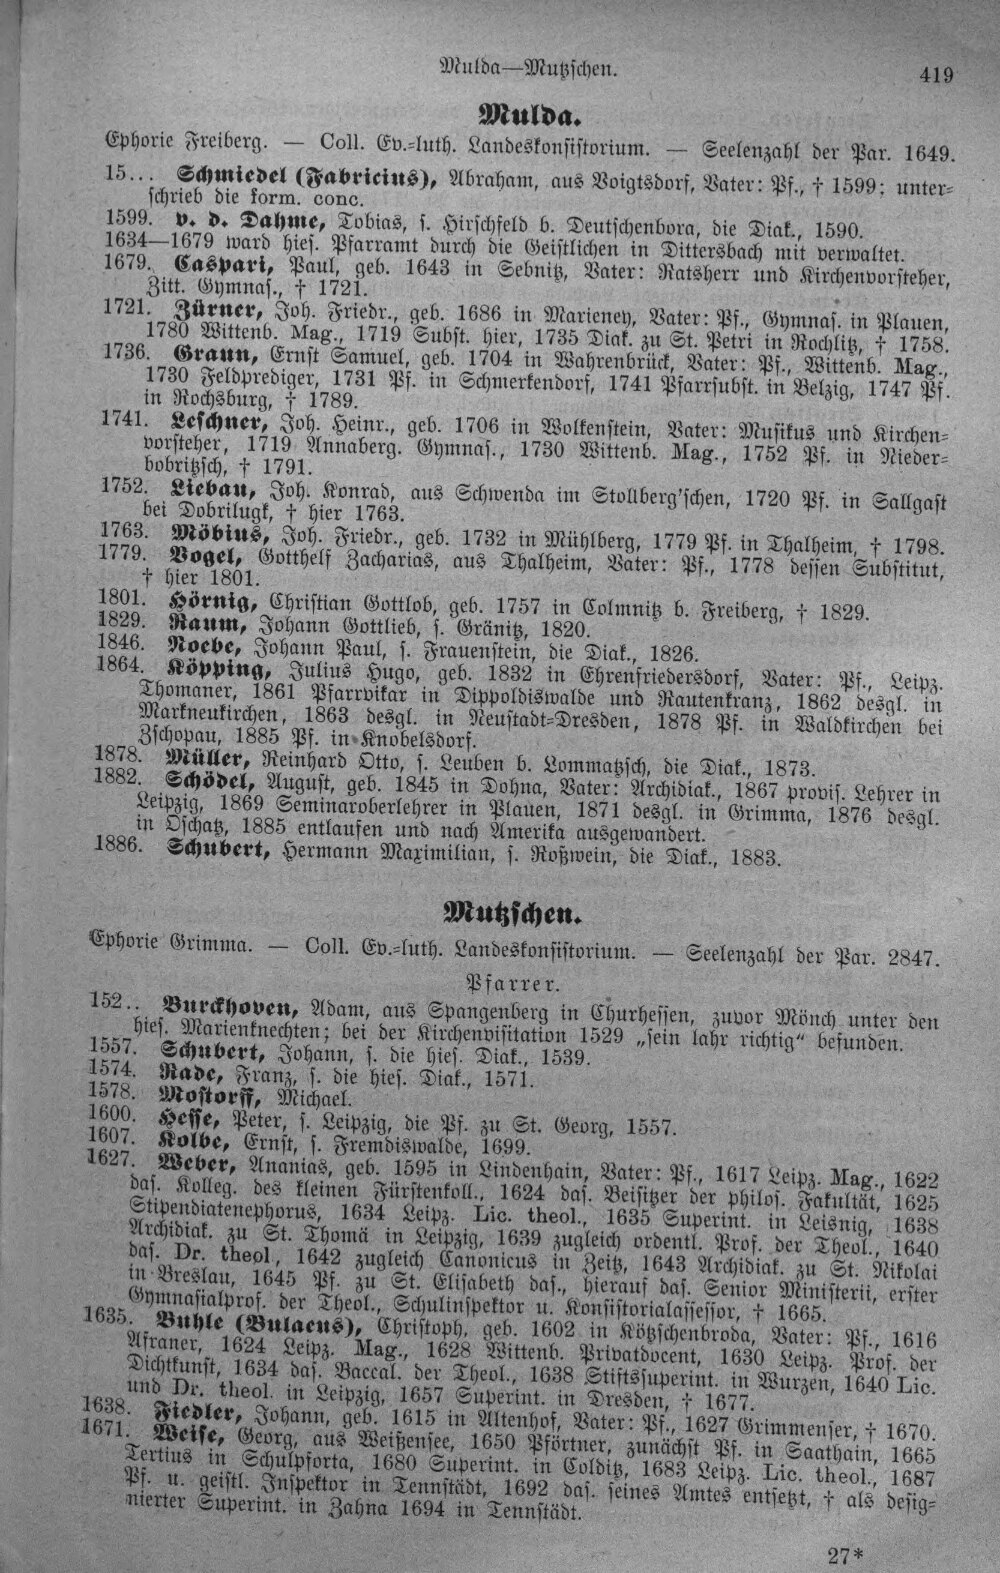 Mulda—Mutzschen.
419
Mulda.
Ephorie Freiberg. — Coll. Ev.-luth. Landeskonsistorium. — Seelenzahl der Par. 1649.
15... Schmiedel (Fabricius), Abraham, aus Voigtsdorf, Vater: Pf., † 1599; unter-
schrieb die form. conc.
1599. v. d. Dahme, Tobias, s. Hirschfeld b. Deutschenbora, die Diak., 1590.
1634—1679 ward hies. Pfarramt durch die Geistlichen in Dittersbach mit verwaltet.
1679. Caspari, Paul, geb. 1643 in Sebnitz, Vater: Ratsherr und Kirchenvorsteher,
Zitt. Gymnas., † 1721.
1721. Zürner, Joh. Friedr., geb. 1686 in Marieney, Vater: Pf., Gymnas. in Plauen,
1780 Wittenb. Mag., 1719 Subst. hier, 1735 Diak. zu St. Petri in Rochlitz, † 1758.
1736. Graun, Ernst Samuel, geb. 1704 in Wahrenbrück, Vater: Pf., Wittenb. Mag.,
1730 Feldprediger, 1731 Pf. in Schmerkendorf, 1741 Pfarrsubst. in Belzig, 1747 Pf.
in Rochsburg, † 1789.
1741. Leschner, Joh. Heinr., geb. 1706 in Wolkenstein, Vater: Musikus und Kirchen-
vorsteher, 1719 Annaberg. Gymnas., 1730 Wittenb. Mag., 1752 Pf. in Nieder-
bobritzsch, † 1791.
1752. Liebau, Joh. Konrad, aus Schwenda im Stollberg'schen, 1720 Pf. in Sallgast
bei Dobrilugk, † hier 1763.
1763. Möbius, Joh. Friedr., geb. 1732 in Mühlberg, 1779 Pf. in Thalheim, † 1798.
1779. Vogel, Gotthelf Zacharias, aus Thalheim, Vater: Pf., 1778 dessen Substitut,
† hier 1801.
1801. Hörnig, Christian Gottlob, geb. 1757 in Colmnitz b. Freiberg, † 1829.
1829. Raum, Johann Gottlieb, s. Gränitz, 1820.
1846. Noebe, Johann Paul, s. Frauenstein, die Diak., 1826.
1864. Köpping, Julius Hugo, geb. 1832 in Ehrenfriedersdorf, Vater: Pf., Leipz.
Thomaner, 1861 Pfarrvikar in Dippoldiswalde und Rautenkranz, 1862 desgl. in
Markneukirchen, 1863 desgl. in Neustadt-Dresden, 1878 Pf. in Waldkirchen bei
Zschopau, 1885 Pf. in Knobelsdorf.
1878. Müller, Reinhard Otto, s. Leuben b. Lommatzsch, die Diak., 1873.
1882. Schödel, August, geb. 1845 in Dohna, Vater: Archidiak., 1867 provis. Lehrer in
Leipzig, 1869 Seminaroberlehrer in Plauen, 1871 desgl. in Grimma, 1876 desgl.
in Oschatz, 1885 entlaufen und nach Amerika ausgewandert.
1886. Schubert, Hermann Maximilian, s. Roßwein, die Diak., 1883.
Mutzschen.
Ephorie Grimma. — Coll. Ev.-luth. Landeskonsistorium. — Seelenzahl der Par. 2847.
Pfarrer.
152.. Burckhoven, Adam, aus Spangenberg in Churhessen, zuvor Mönch unter den
hies. Marienknechten; bei der Kirchenvisitation 1529 „sein lahr richtig“ befunden.
1557. Schubert, Johann, s. die hies. Diak., 1539.
1574. Rade, Franz, s. die hies. Diak., 1571.
1578. Mostorff, Michael.
1600. Hesse, Peter, s. Leipzig, die Pf. zu St. Georg, 1557.
1607. Kolbe, Ernst, s. Fremdiswalde, 1699.
1627. Weber, Ananias, geb. 1595 in Lindenhain, Vater: Pf., 1617 Leipz. Mag., 1622
das. Kolleg. des kleinen Fürstenkoll., 1624 das. Beisitzer der philos. Fakultät, 1625
Stipendiatenephorus, 1634 Leipz. Lic. theol., 1635 Superint. in Leisnig, 1638
Archidiak. zu St. Thomä in Leipzig, 1639 zugleich ordentl. Prof. der Theol., 1640
das. Dr. theol, 1642 zugleich Canonicus in Zeitz, 1643 Archidiak. zu St. Nikolai
in Breslau, 1645 Pf. zu St. Elisabeth das., hierauf das. Senior Ministerii, erster
Gymnasialprof. der Theol., Schulinspektor u. Konsistorialassessor, † 1665.
1635. Buhle (Bulaeus), Christoph, geb. 1602 in Kötzschenbroda, Vater: Pf., 1616
Afraner, 1624 Leipz. Mag., 1628 Wittenb. Privatdocent, 1630 Leipz. Prof. der
Dichtkunst, 1634 das. Baccal. der Theol., 1638 Stiftssuperint. in Wurzen, 1640 Lic.
und Dr. theol. in Leipzig, 1657 Superint. in Dresden, † 1677.
1638. Fiedler, Johann, geb. 1615 in Altenhof, Vater: Pf., 1627 Grimmenser, † 1670.
1671. Weise, Georg, aus Weißensee, 1650 Pförtner, zunächst Pf. in Saathain, 1665
Tertius in Schulpforta, 1680 Superint. in Colditz, 1683 Leipz. Lic. theol., 1687
Pf. u. geistl. Inspektor in Tennstädt, 1692 das. seines Amtes entsetzt, † als desig-
nierter Superint. in Zahna 1694 in Tennstädt.
27*